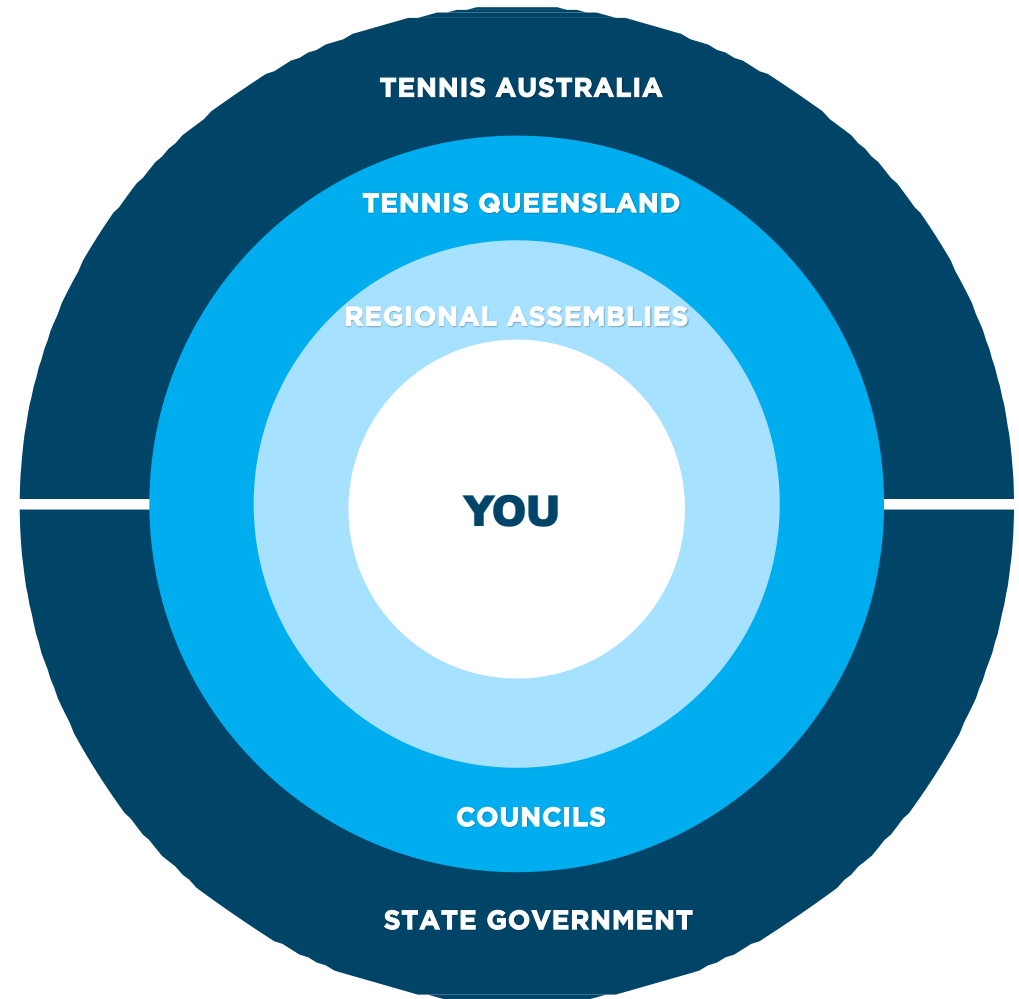 TENNIS AUSTRALIA
TENNIS QUEENSLAND
REGIONAL ASSEMBLIES
YOU
COUNCILS
STATE GOVERNMENT